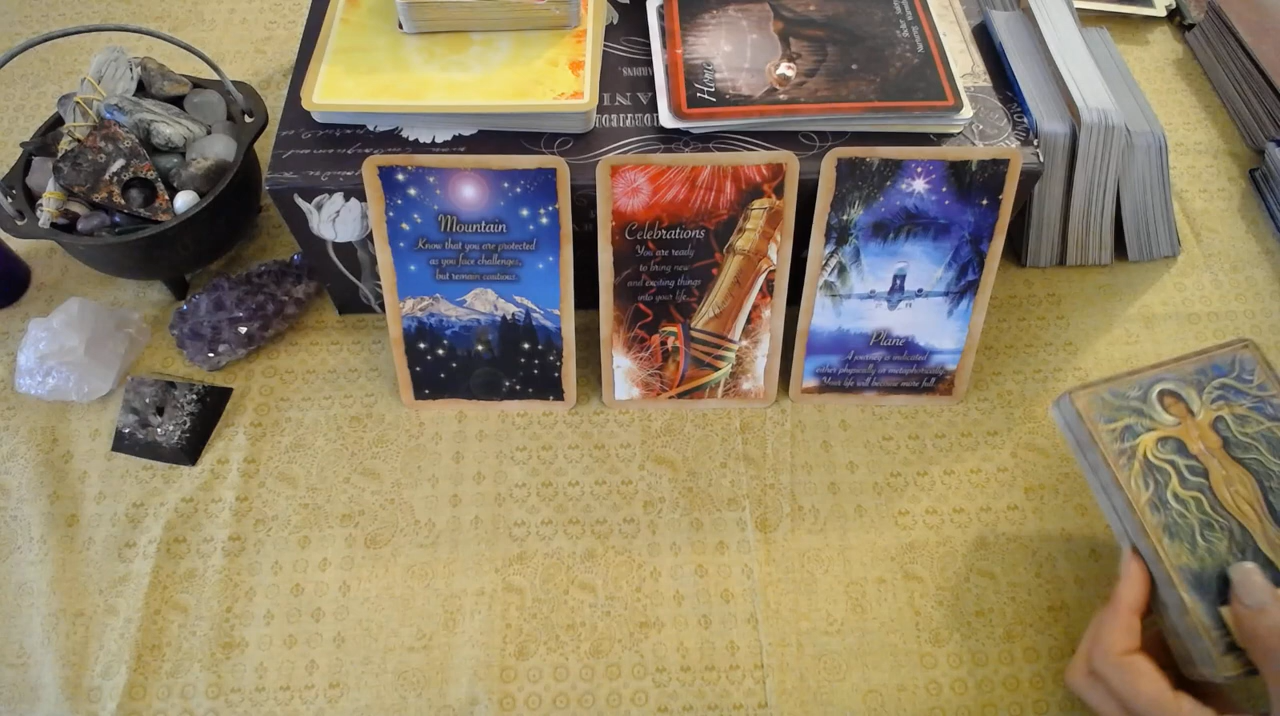 Home
Mountain
Know that you are protected
as you face challenges,
but remain cautious.
Celebrations
You are ready
to bring new
and exciting things
into your life.
Plane
A journey is indicated
either physically or metaphorically.
Your life will become more full.